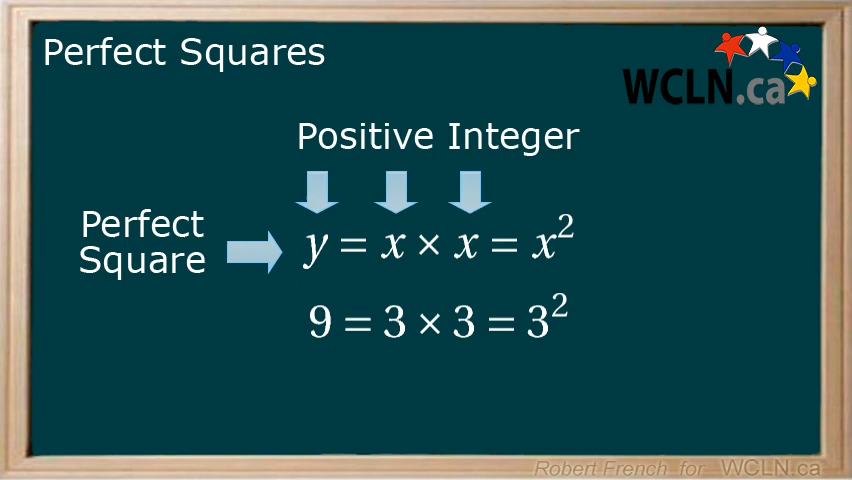 Perfect Squares
WCLN.ca
Positive Integer
Perfect
Square
y = x × x = x²
9 = 3 × 3 = 3²
Robert French for WCLN.ca